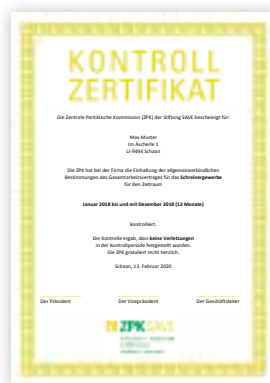 KONTROLL
ZERTIFIKAT
Die Zentrale Paritätische Kommission (ZPK) der Stiftung SAVE bescheinigt für:
Max Muster
Im Äscherle 1
LI-9494 Schaan
Die ZPK hat bei der Firma die Einhaltung der allgemeinverbindlichen
Bestimmungen des Gesamtarbeitsvertrages für das Schreinergewerbe
für den Zeitraum
Januar 2018 bis und mit Dezember 2018 (12 Monate)
kontrolliert.
Die Kontrolle ergab, dass keine Verletzungen
in der Kontrollperiode festgestellt wurden.
Die ZPK gratuliert recht herzlich.
Schaan, 13. Februar 2020
Der Präsident Der Vizepräsident Der Geschäftsleiter
ZPK SAVE